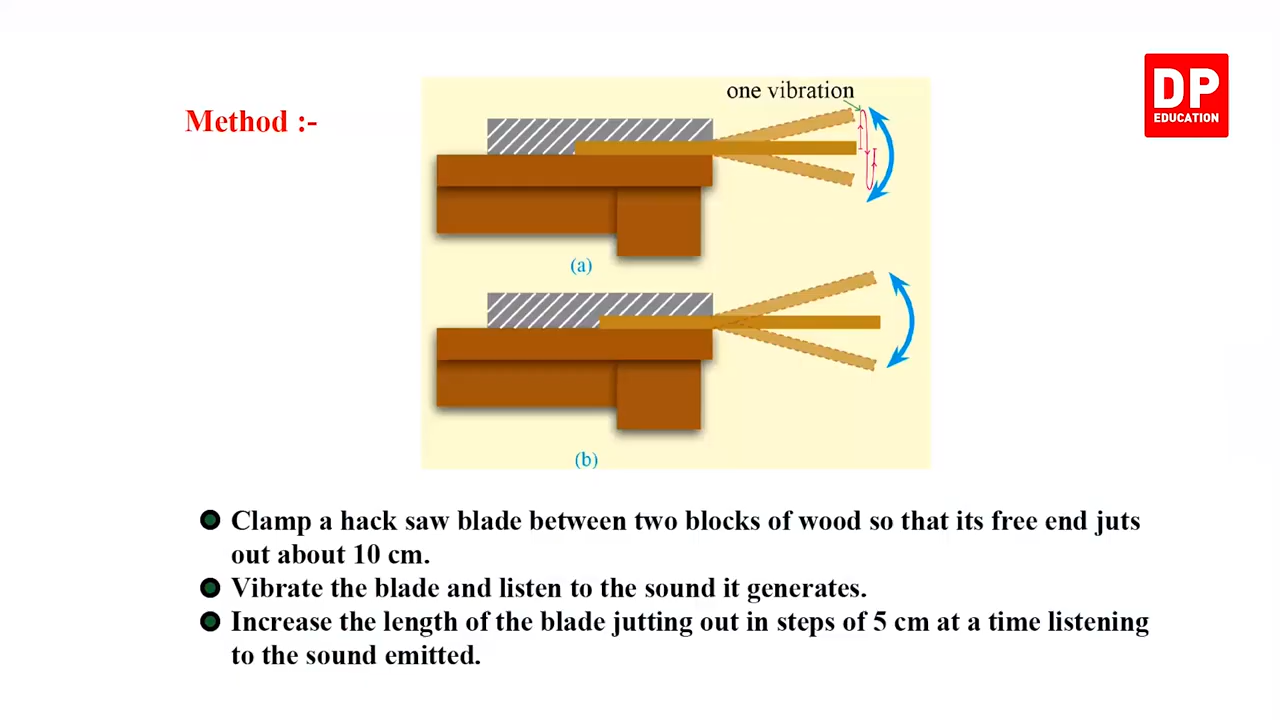 one vibration
DP
EDUCATION
Method :-
(a)
(b)
Clamp a hack saw blade between two blocks of wood so that its free end juts
out about 10 cm.
Vibrate the blade and listen to the sound it generates.
Increase the length of the blade jutting out in steps of 5 cm at a time listening
to the sound emitted.